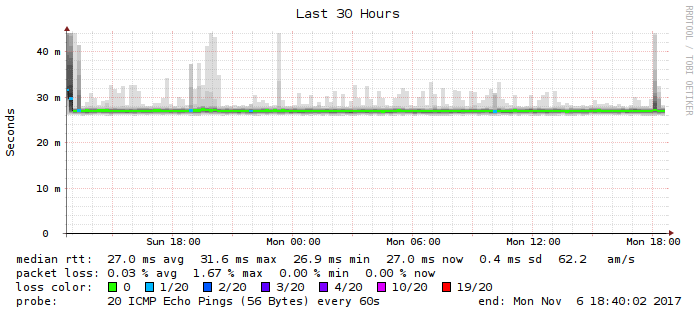 Last 30 Hours
RRDTOOL / TOBI OETIKER
Seconds
40 m
30 m
20 m
10 m
0
Sun 18:00 Mon 00:00 Mon 06:00 Mon 12:00 Mon 18:00
median rtt: 27.0 ms avg 31.6 ms max 26.9 ms min 27.0 ms now 0.4 ms sd 62.2 am/s
packet loss: 0.03 % avg 1.67 % max 0.00 % min 0.00 % now
loss color: 0 1/20 2/20 3/20 4/20 10/20 19/20
probe: 20 ICMP Echo Pings (56 Bytes) every 60s end: Mon Nov 6 18:40:02 2017